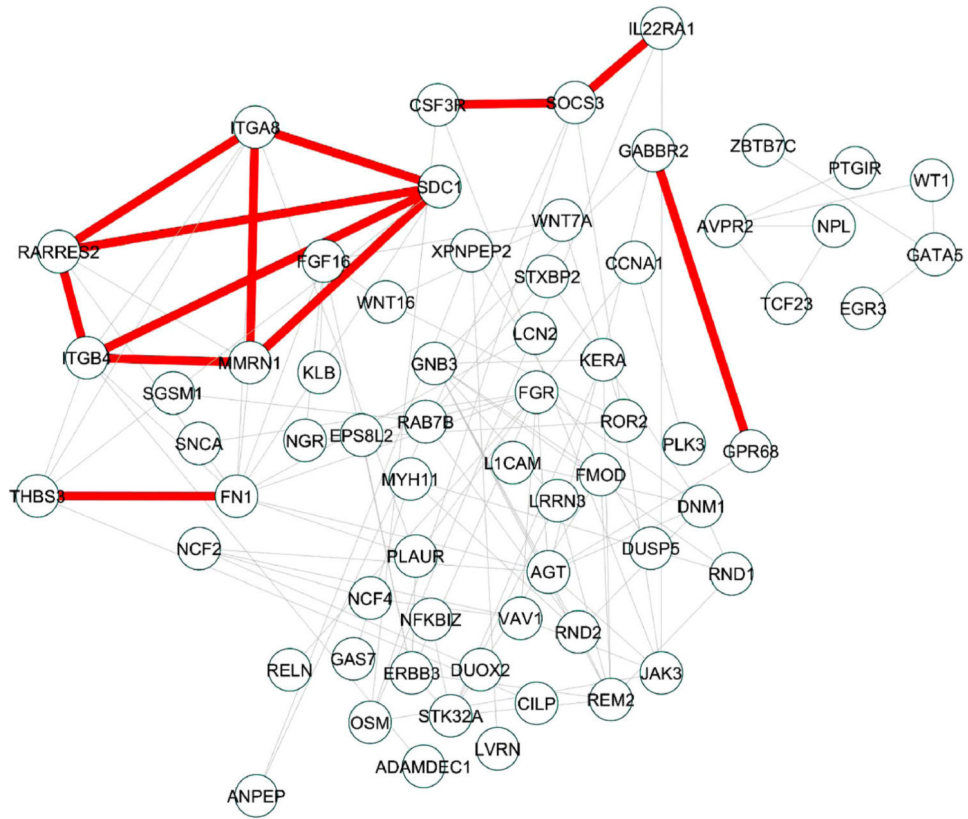 IL22RA1
CSF3R
SOCS3
ITGA8
GABBR2
ZBTB7C
PTGIR
WT1
SDC1
WNT7A
AVPR2
NPL
RARRES2
FGF16
XPNPEP2
STXBP2
CCNA1
GATA5
WNT16
TCF23
EGR3
LCN2
ITGB4
MMRN1
KLB
GNB3
KERA
SGSM1
FGR
SNCA
NGR
EPS8L2
RAB7B
ROR2
PLK3
GPR68
L1CAM
MYH11
FMOD
THBS3
FN1
LRRN3
DNM1
NCF2
PLAUR
AGT
DUSP5
RND1
NCF4
NFKBIZ
VAV1
RND2
RELN
GAS7
ERBB3
DUOX2
JAK3
OSM
STK32A
CILP
REM2
LVRN
ADAMDEC1
ANPEP